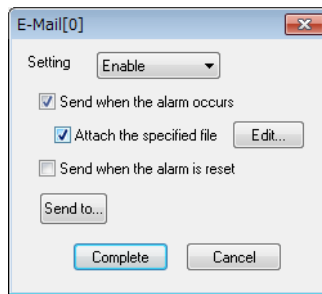 E-Mail[0]
Setting Enable
Send when the alarm occurs
Attach the specified file Edit...
Send when the alarm is reset
Send to...
Complete Cancel